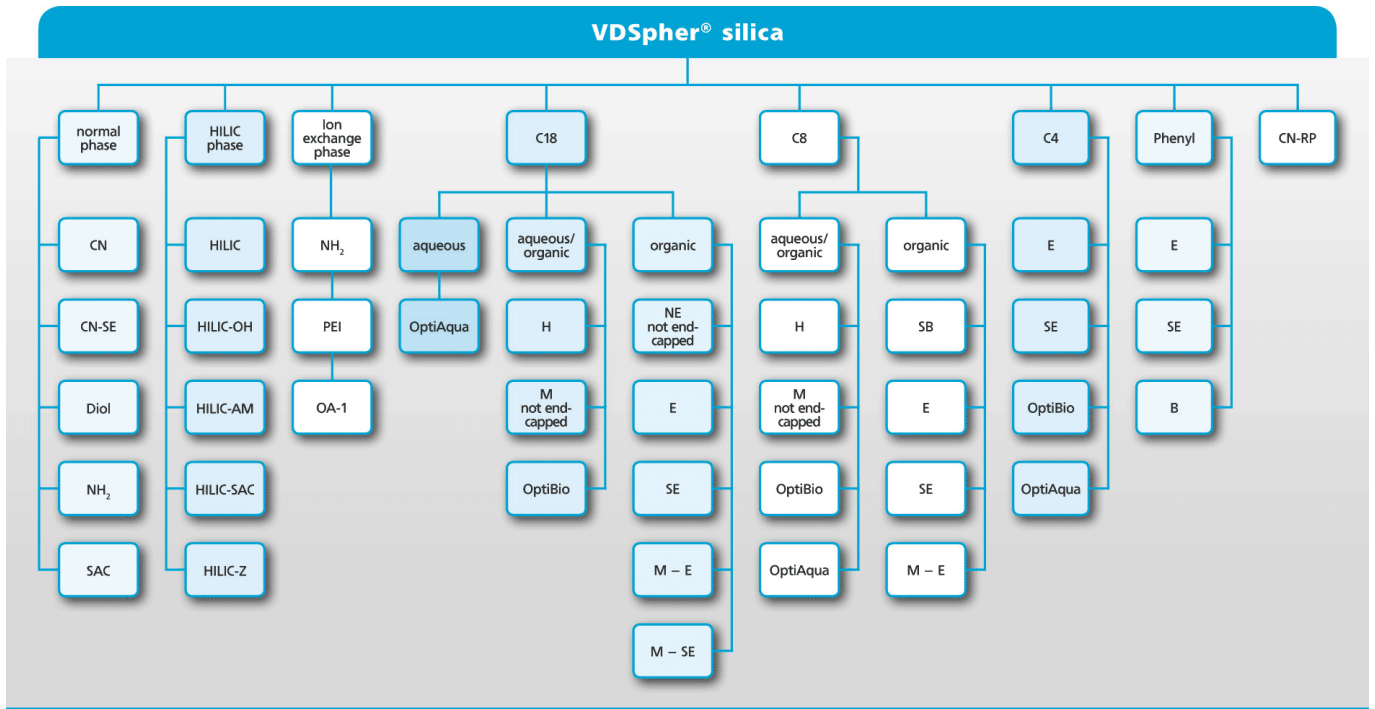 VDSpher® silica
normal
phase
HILIC
phase
Ion
exchange
phase
C18
C8
C4
Phenyl
CN-RP
CN
HILIC
NH₂
aqueous
aqueous/
organic
organic
aqueous/
organic
organic
E
E
CN-SE
HILIC-OH
PEI
OptiAqua
H
NE
not end-
capped
H
SB
SE
SE
Diol
HILIC-AM
OA-1
M
not end-
capped
E
M
not end-
capped
E
OptiBio
B
NH₂
HILIC-SAC
OptiBio
SE
OptiBio
SE
OptiAqua
SAC
HILIC-Z
M – E
OptiAqua
M – E
M – SE